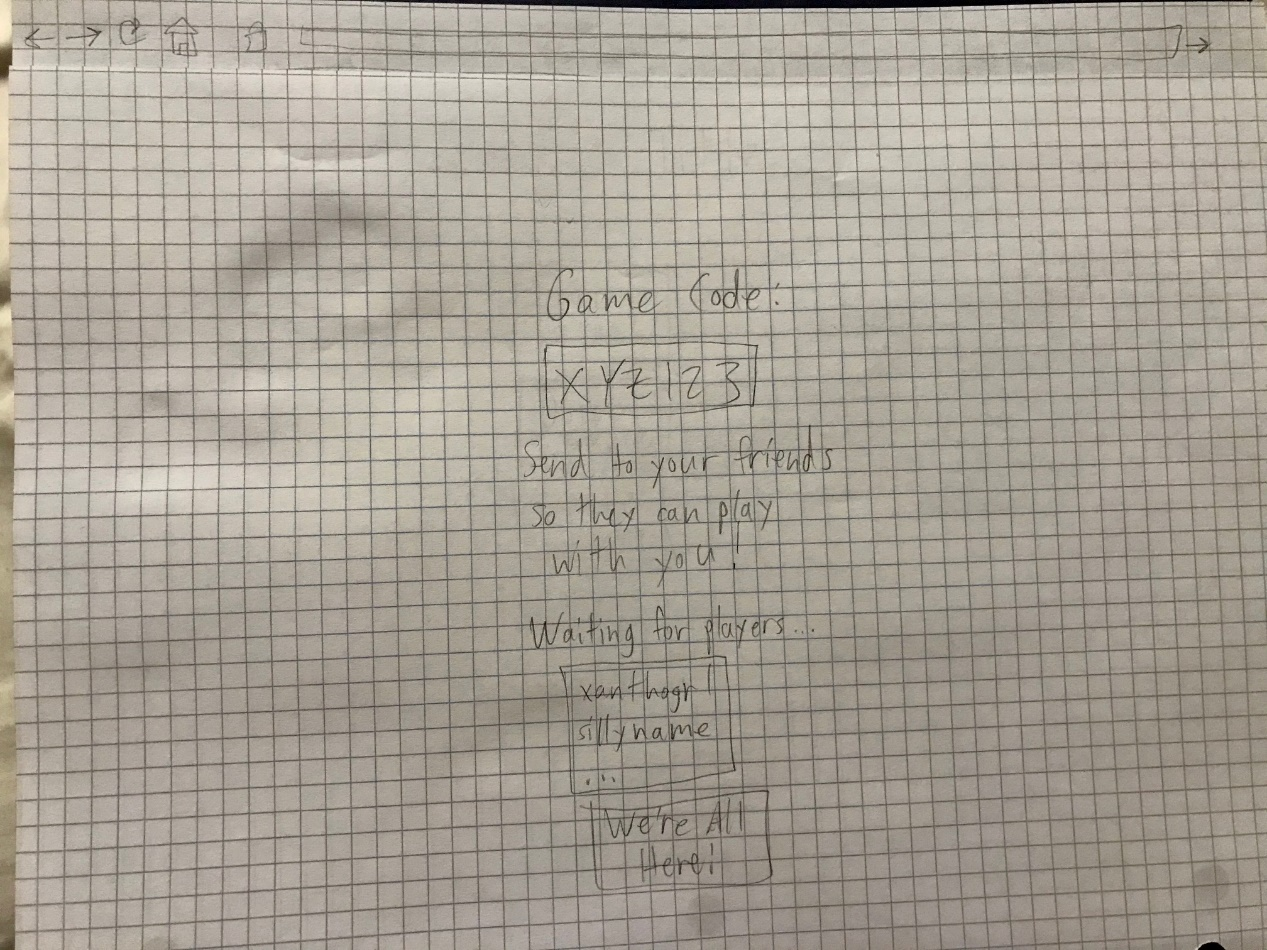 Game Code:
XYZ123
Send to your friends
so they can play
with you!
Waiting for players...
xanthogr
sillyname
...
We're All
Here!